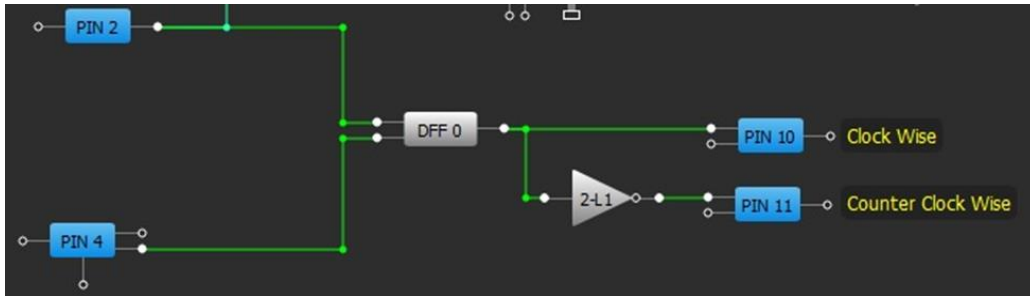 PIN 2
DFF 0
PIN 10
Clock Wise
2-L1
PIN 11
Counter Clock Wise
PIN 4